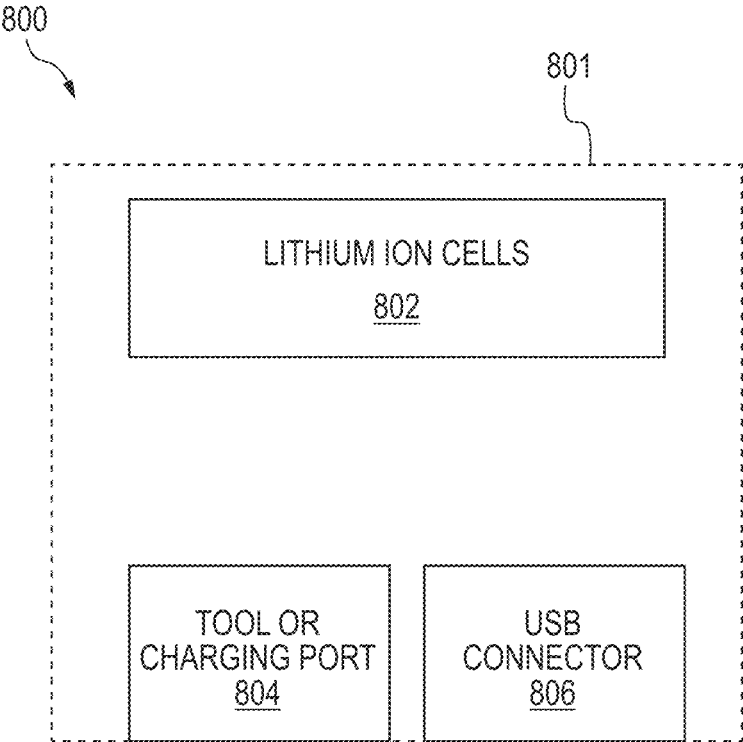 800
801
LITHIUM ION CELLS
802
TOOL OR
CHARGING PORT
804
USB
CONNECTOR
806